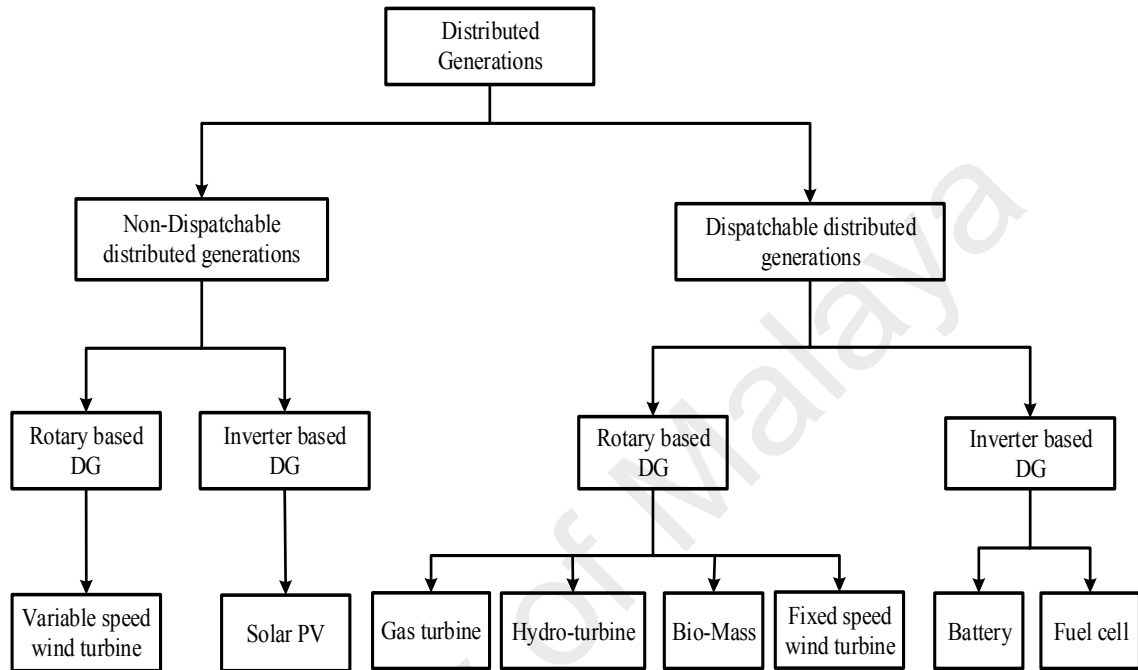 Distributed
Generations
Non-Dispatchable
distributed generations
Dispatchable distributed
generations
Rotary based
DG
Inverter based
DG
Rotary based
DG
Inverter based
DG
Variable speed
wind turbine
Solar PV
Gas turbine
Hydro-turbine
Bio-Mass
Fixed speed
wind turbine
Battery
Fuel cell
of Malaya